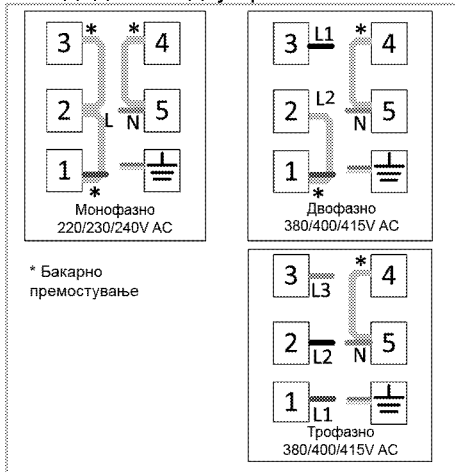 3 * * 4
2 L N 5
1 *
Монофазно
220/230/240V AC
3 L1 * 4
2 L2 N 5
1 *
Двофазно
380/400/415V AC
* Бакарно
премостување
3 L3 * 4
2 L2 N 5
1 L1
Трофазно
380/400/415V AC